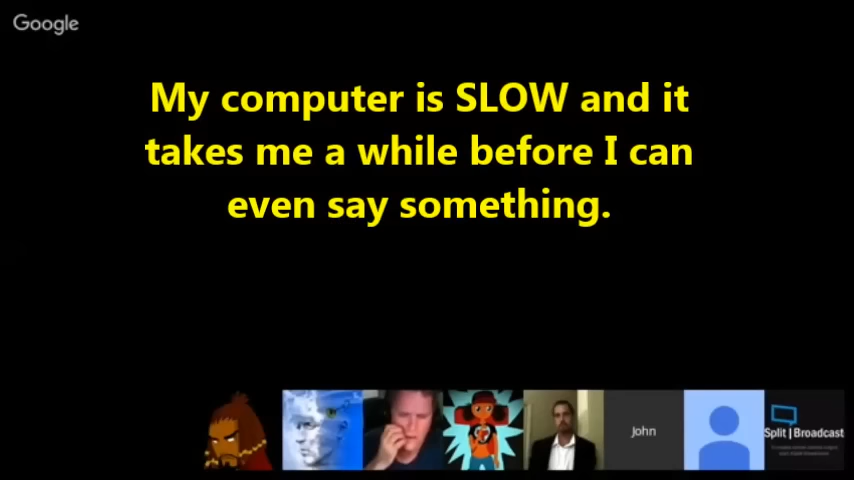 Google
My computer is SLOW and it
takes me a while before I can
even say something.
John
Split | Broadcast